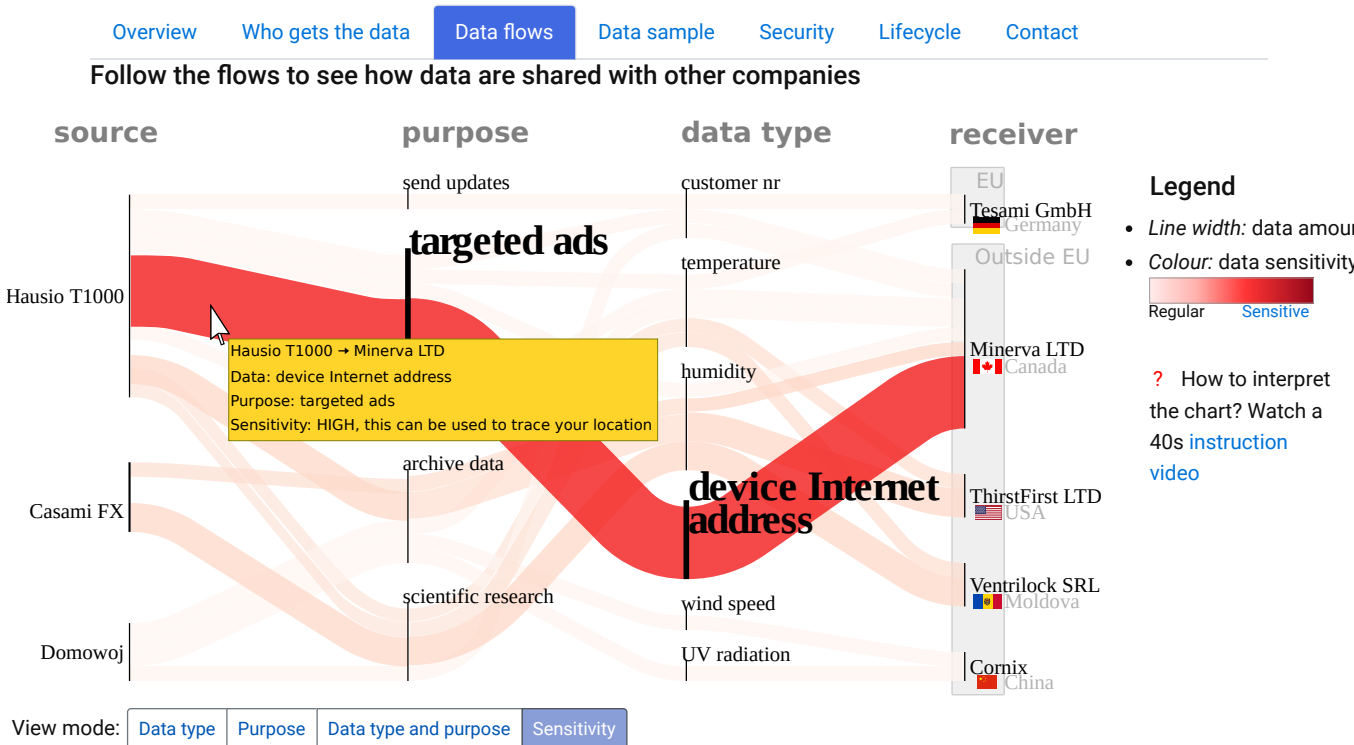 Overview Who gets the data Data flows Data sample Security Lifecycle Contact
Follow the flows to see how data are shared with other companies
source purpose data type receiver
send updates
targeted ads
archive data
scientific research
customer nr
temperature
humidity
device Internet
address
wind speed
UV radiation
Hausio T1000
Casami FX
Domowoj
Hausio T1000 → Minerva LTD
Data: device Internet address
Purpose: targeted ads
Sensitivity: HIGH, this can be used to trace your location
EU
Tesami GmbH
Germany
Outside EU
Minerva LTD
Canada
ThirstFirst LTD
USA
Ventrilock SRL
Moldova
Cornix
China
Legend
Line width: data amour
Colour: data sensitivity
Regular Sensitive
? How to interpret
the chart? Watch a
40s instruction
video
View mode: Data type Purpose Data type and purpose Sensitivity